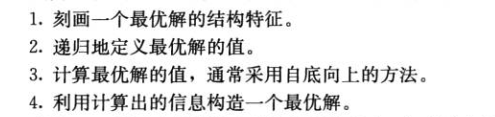 1. 刻画一个最优解的结构特征。
2. 递归地定义最优解的值。
3. 计算最优解的值，通常采用自底向上的方法。
4. 利用计算出的信息构造一个最优解。